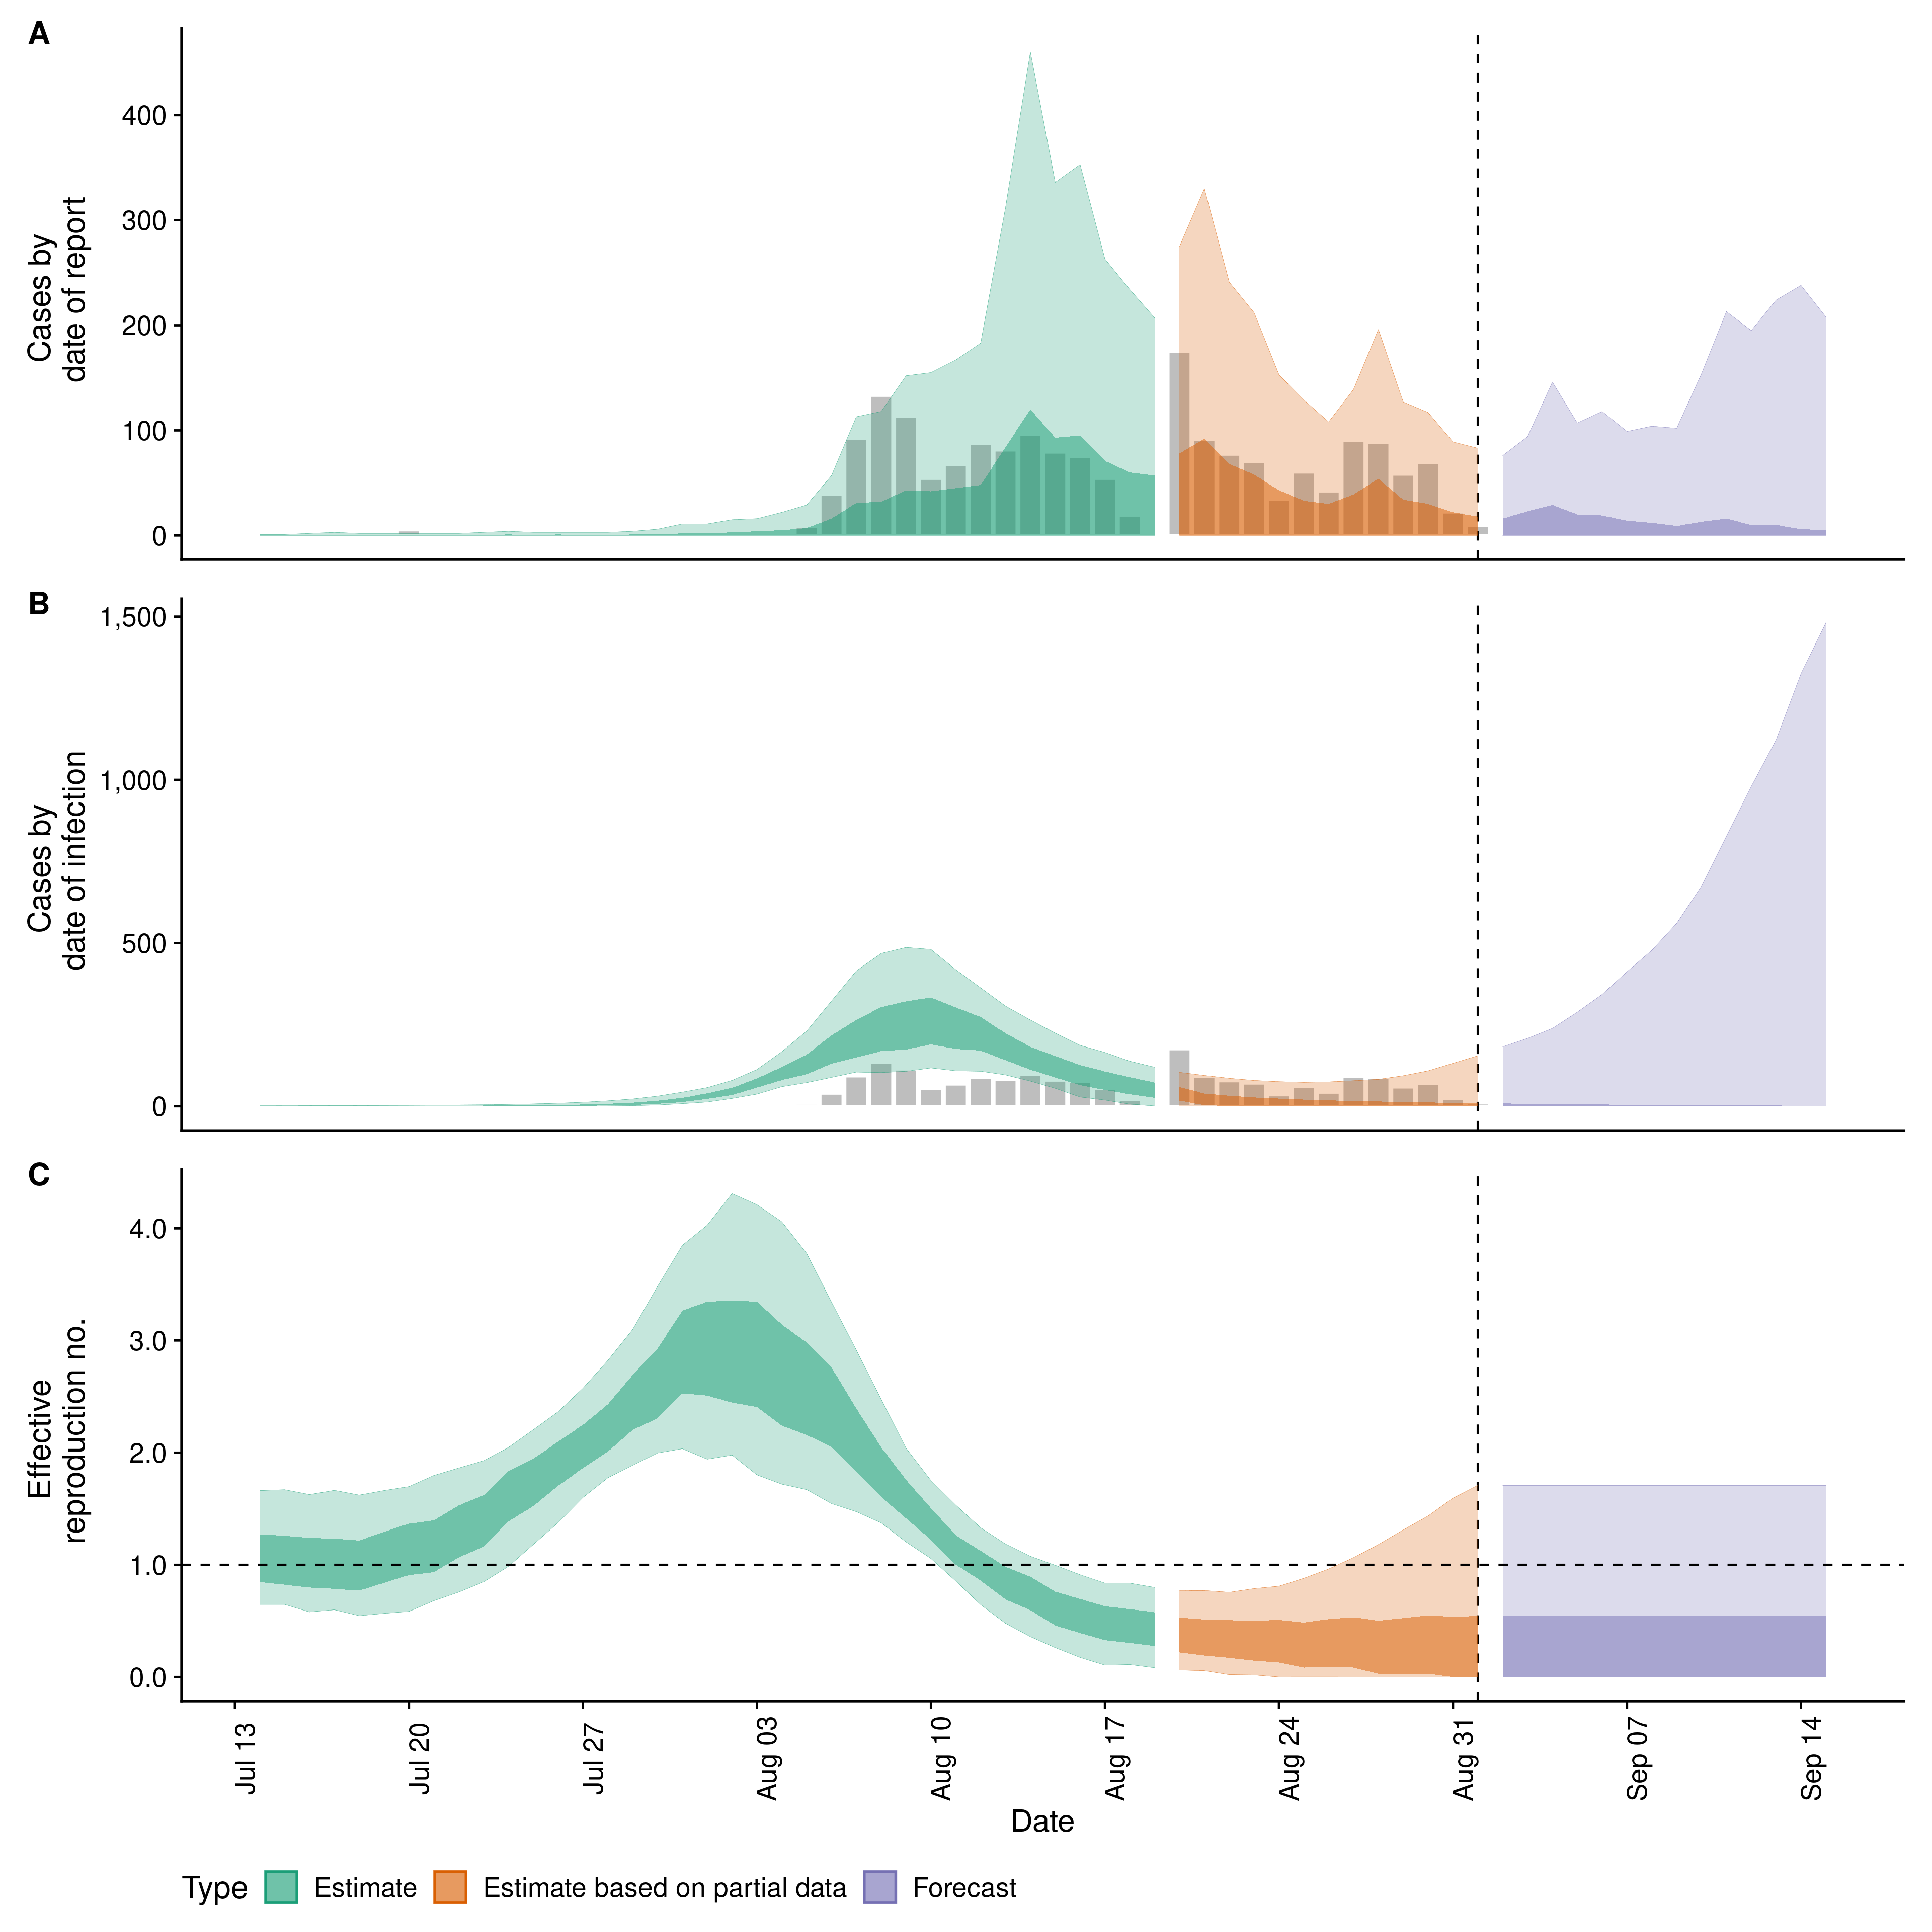 A
Cases by
date of report
400
300
200
100
0
B
Cases by
date of infection
1,500
1,000
500
0
C
Effective
reproduction no.
4.0
3.0
2.0
1.0
0.0
Jul 13
Jul 20
Jul 27
Aug 03
Aug 10
Aug 17
Aug 24
Aug 31
Sep 07
Sep 14
Date
Type
Estimate
Estimate based on partial data
Forecast